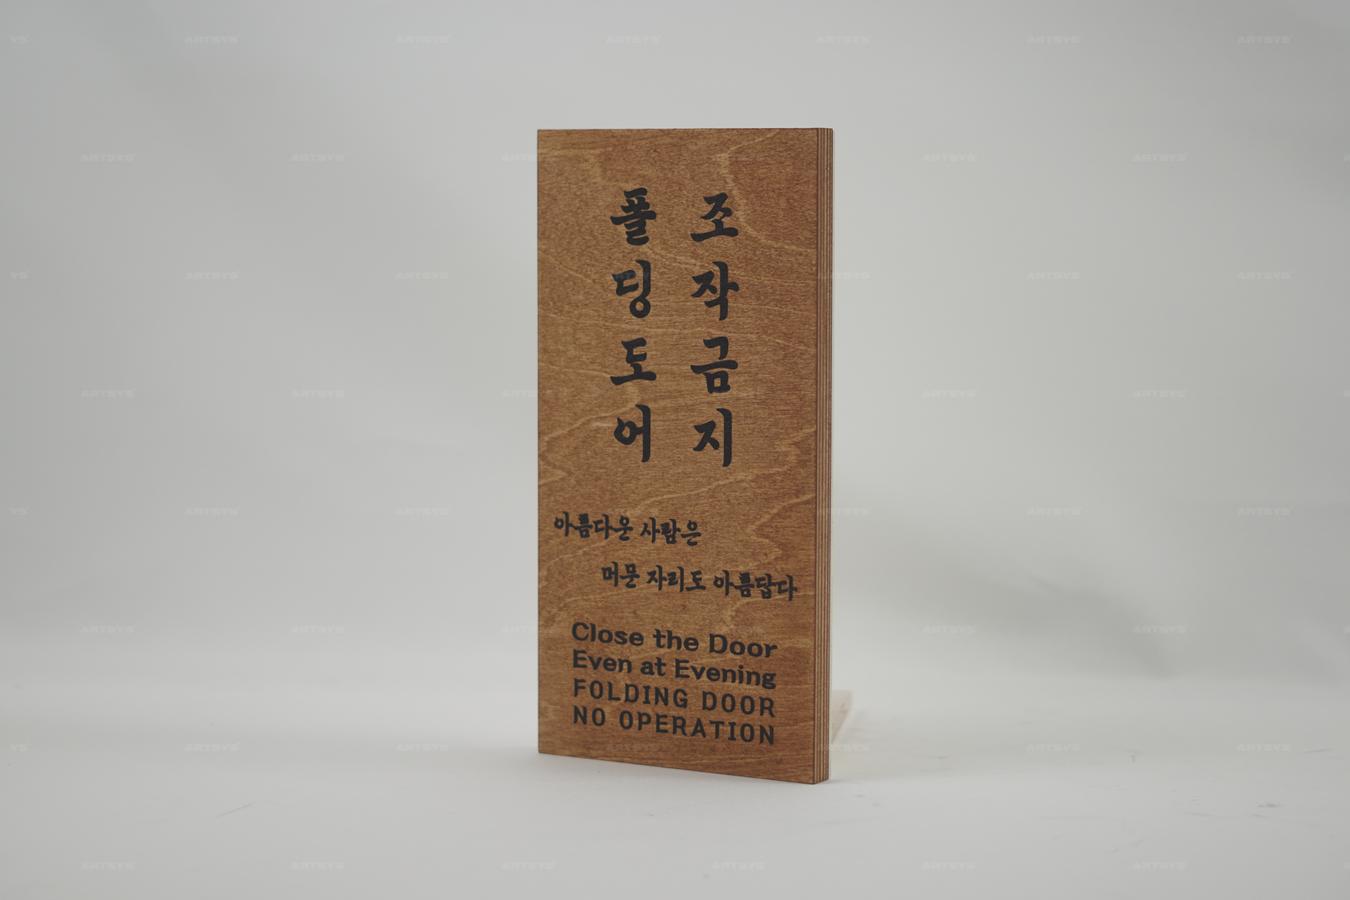 폴딩도어
조작금지
아름다운 사람은
머문 자리도 아름답다
Close the Door
Even at Evening
FOLDING DOOR
NO OPERATION
ARTSYS